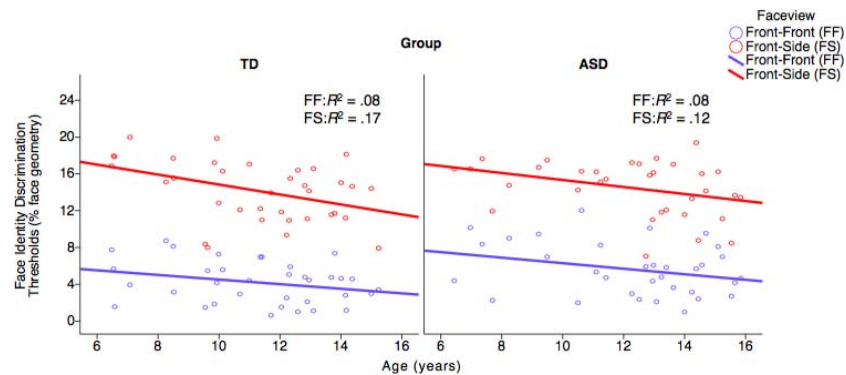 Faceview
Front-Front (FF)
Front-Side (FS)
Front-Front (FF)
Front-Side (FS)
Group
TD
ASD
FF:R² = .08
FS:R² = .17
FF:R² = .08
FS:R² = .12
Face Identity Discrimination
Thresholds (% face geometry)
24
20
16
12
8
4
0
6 8 10 12 14 16
6 8 10 12 14 16
Age (years)